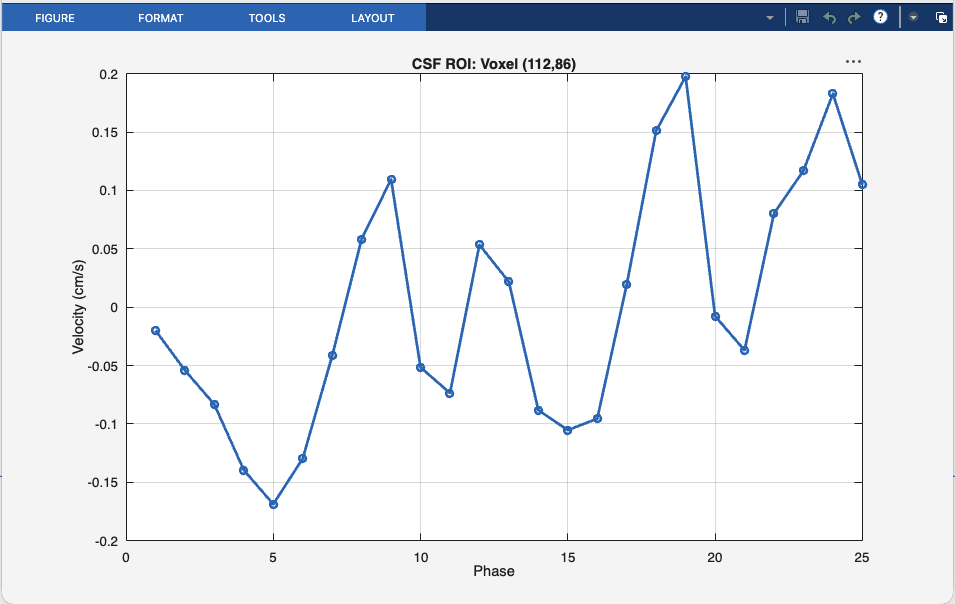 FIGURE FORMAT TOOLS LAYOUT ?
CSF ROI: Voxel (112,86)
0.2
0.15
0.1
0.05
0
-0.05
-0.1
-0.15
-0.2
Velocity (cm/s)
0 5 10 15 20 25
Phase